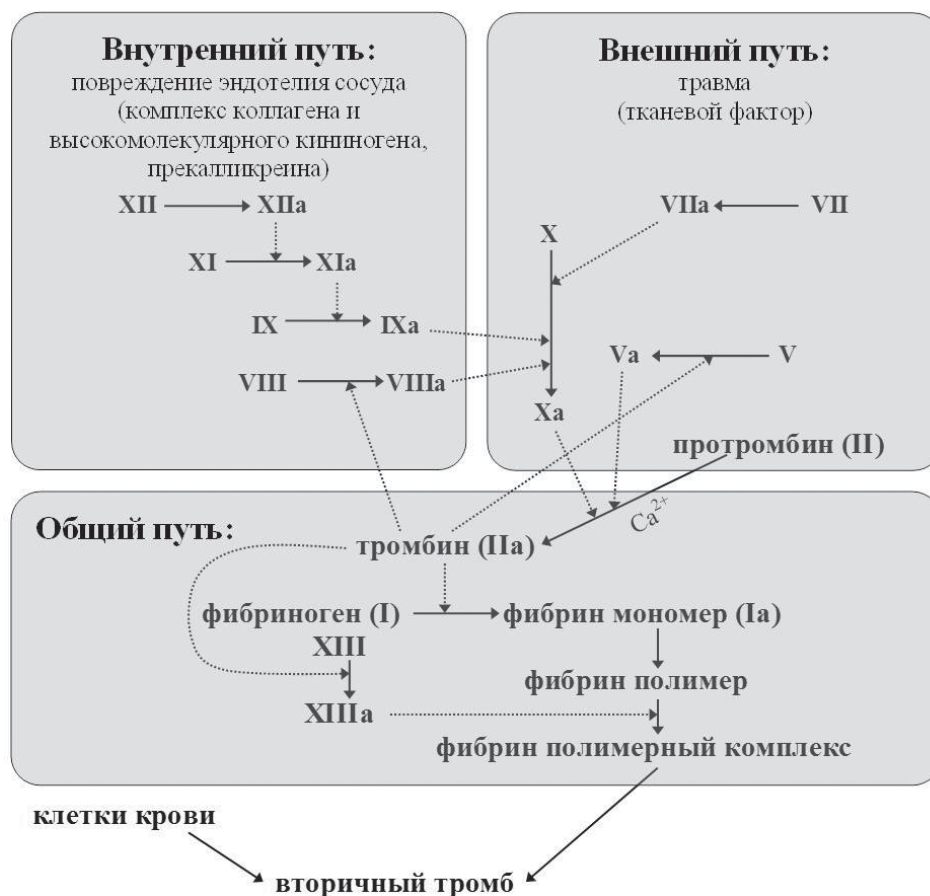 Внутренний путь:
повреждение эндотелия сосуда
(комплекс коллагена и
высокомолекулярного кининогена,
прекалликреина)
XII XIIa
XI XIa
IX IXa
VIII VIIIa
Внешний путь:
травма
(тканевой фактор)
VIIa VII
X
Va V
Xa
протромбин (II)
Ca2+
Общий путь:
тромбин (IIa)
фибриноген (I) фибрин мономер (Ia)
XIII
фибрин полимер
XIIIa
фибрин полимерный комплекс
клетки крови
вторичный тромб